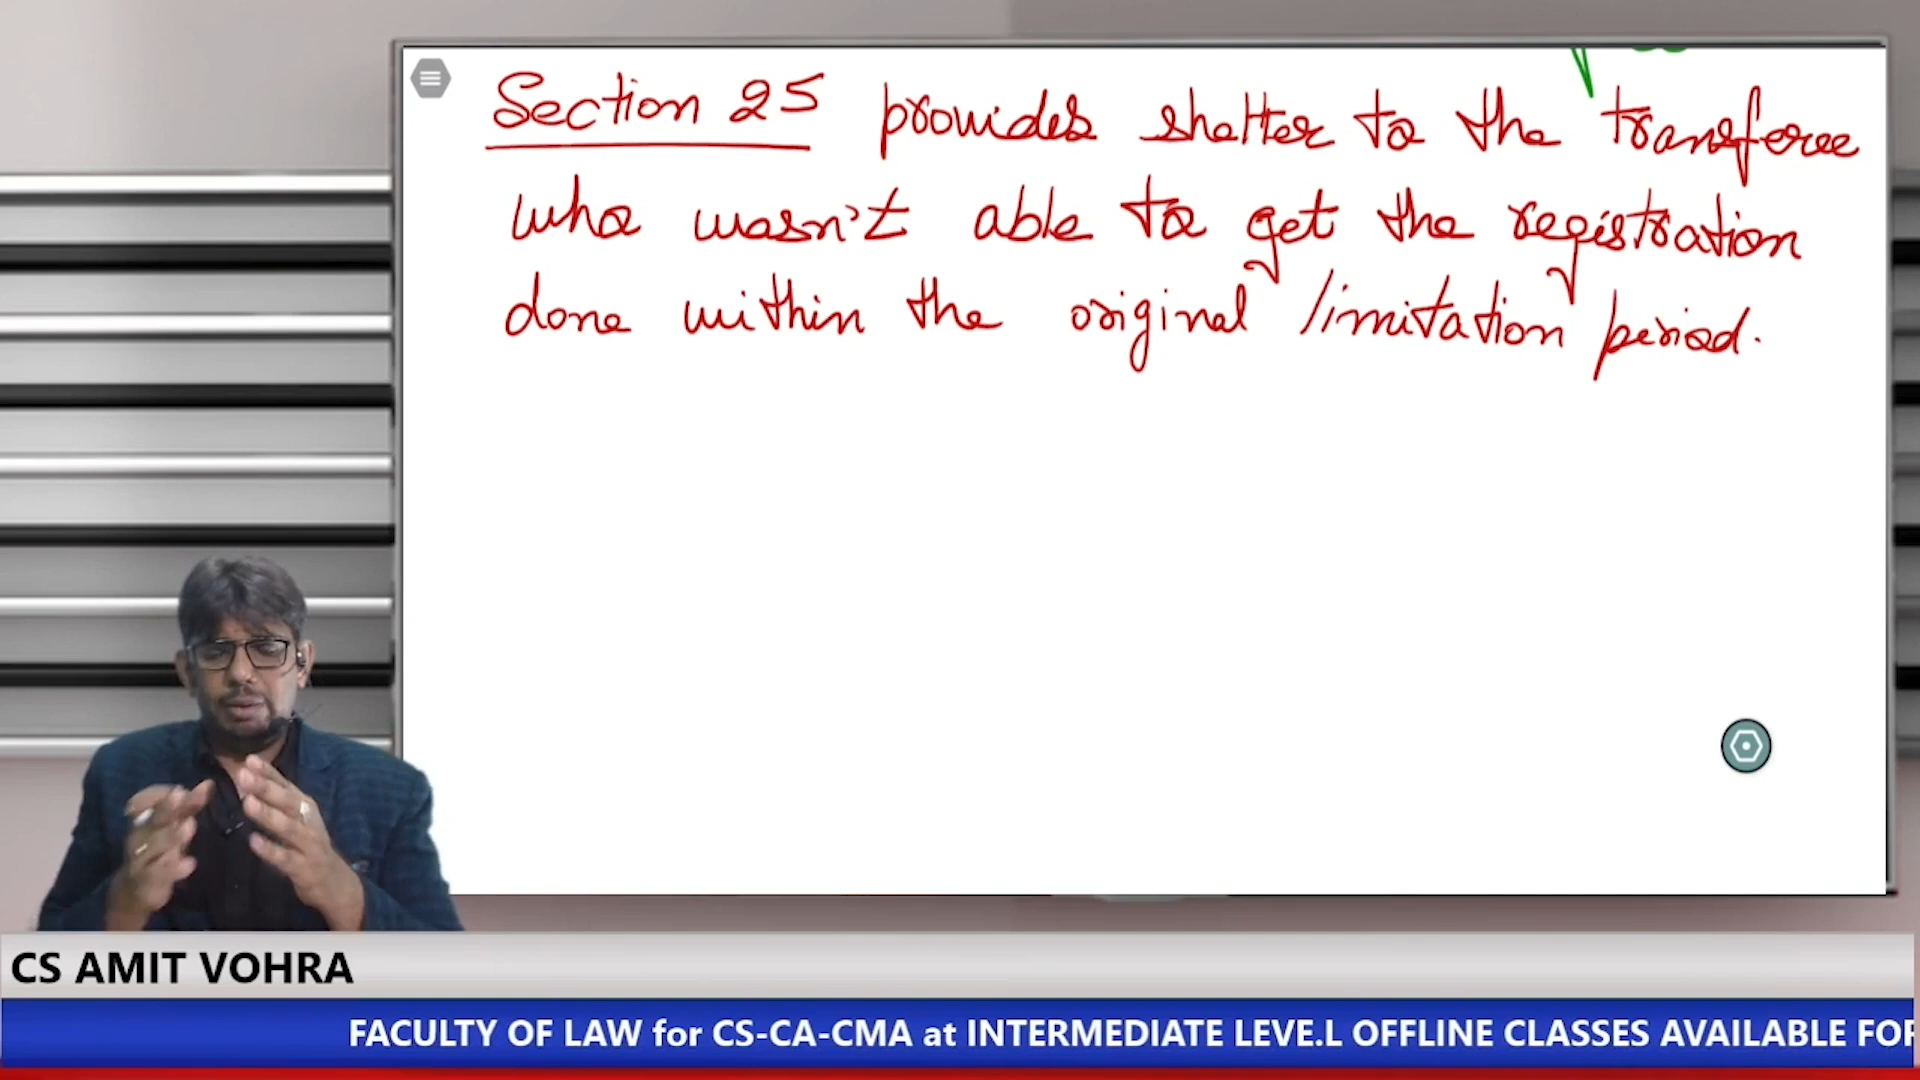 Section 25 provides shelter to the transferee
who wasn't able to get the registration
done within the original limitation period.
CS AMIT VOHRA
FACULTY OF LAW for CS-CA-CMA at INTERMEDIATE LEVE.L OFFLINE CLASSES AVAILABLE FOR